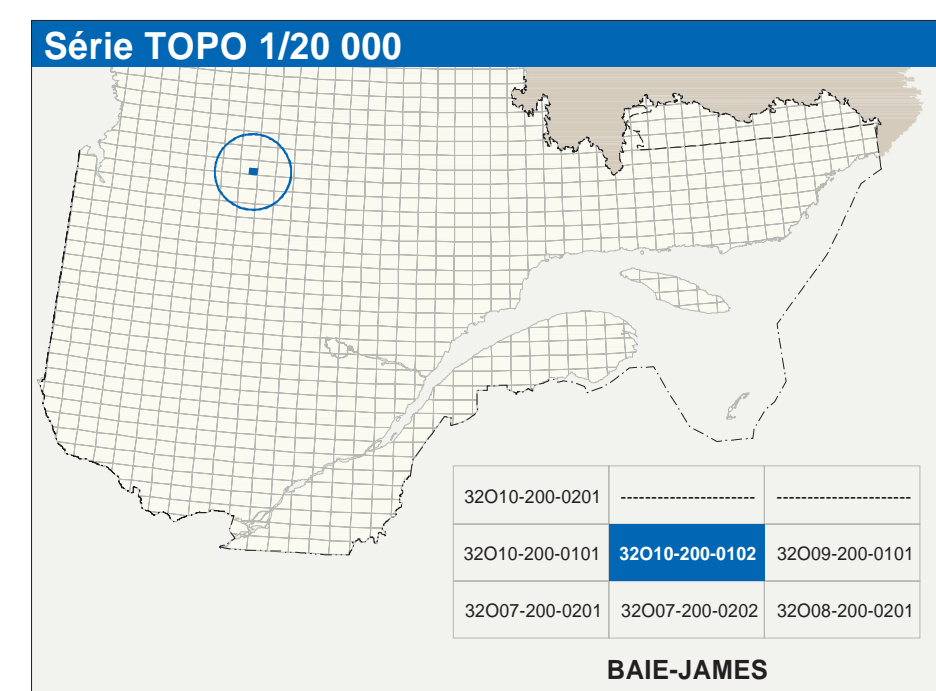 Série TOPO 1/20 000
32O10-200-0201 --------------------- ---------------------
32O10-200-0101 32O10-200-0102 32O09-200-0101
32O07-200-0201 32O07-200-0202 32O08-200-0201
BAIE-JAMES